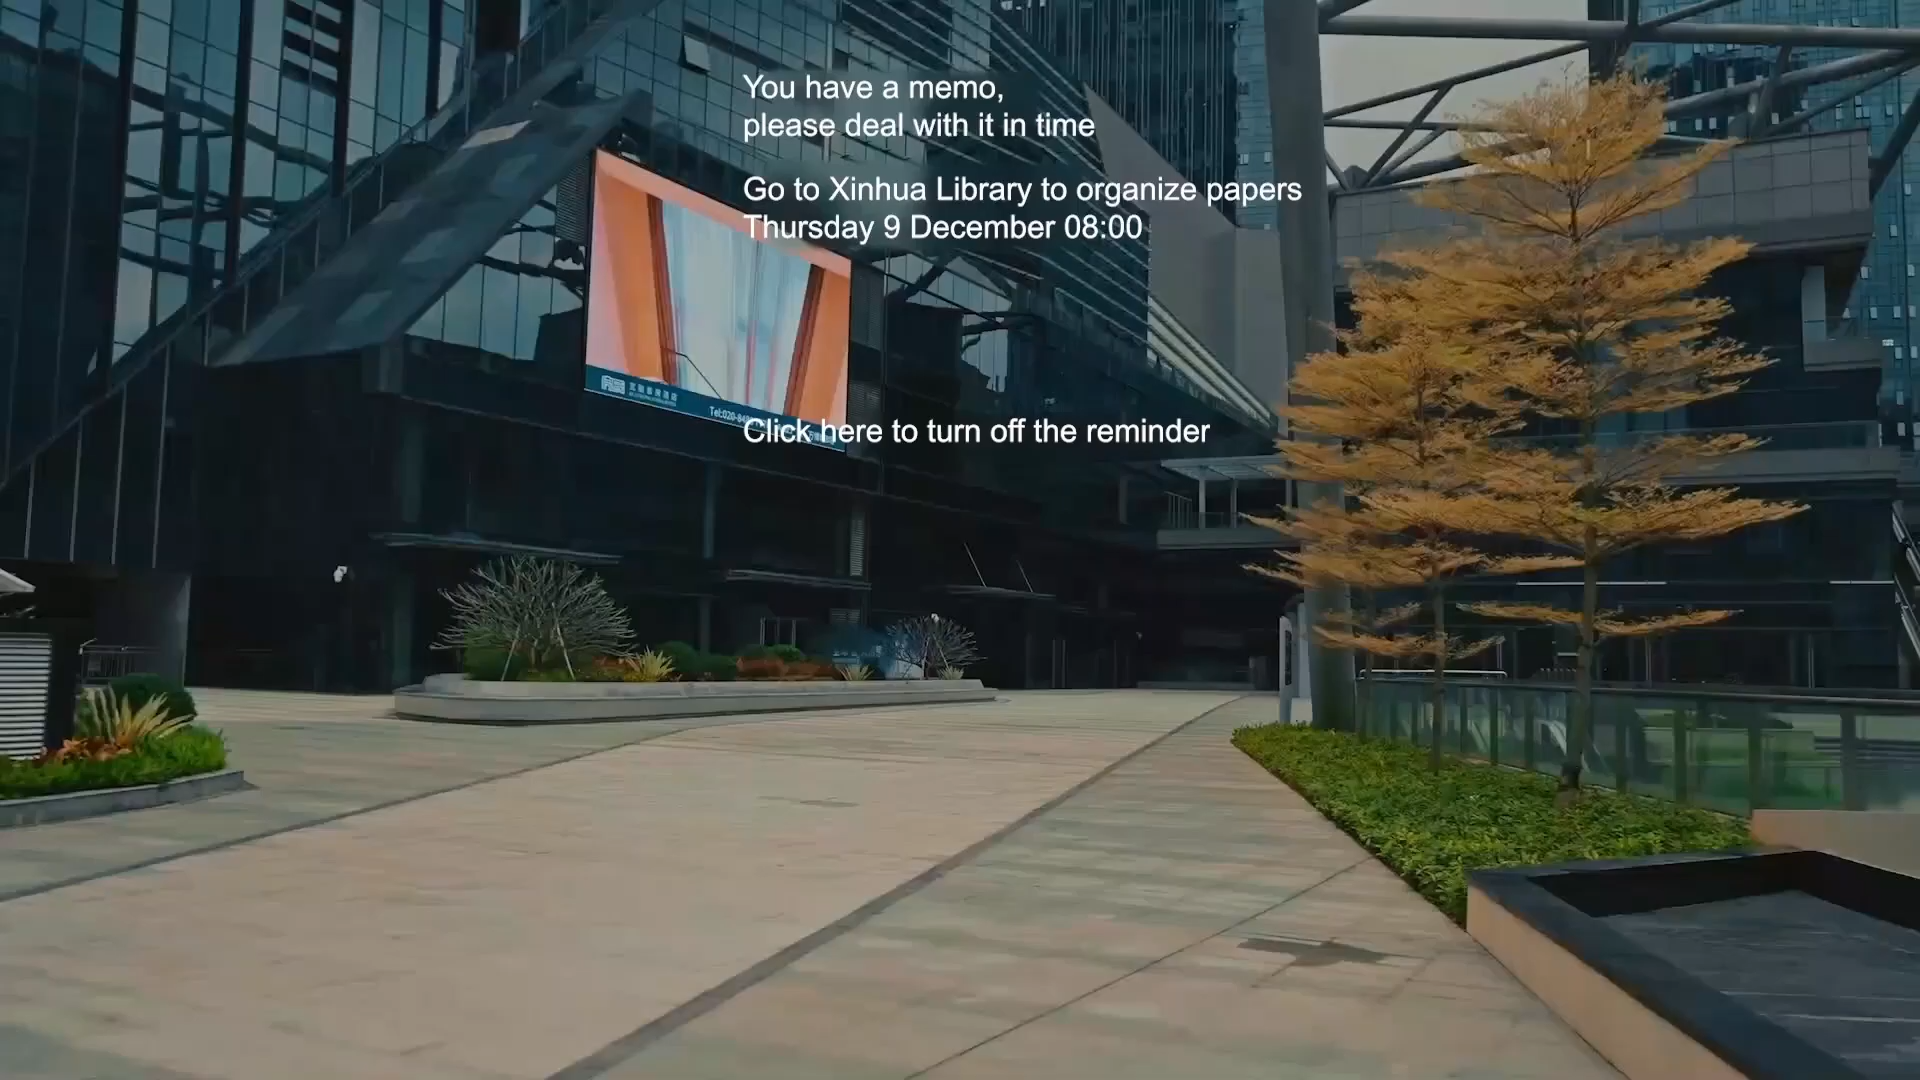 You have a memo,
please deal with it in time
Go to Xinhua Library to organize papers
Thursday 9 December 08:00
Click here to turn off the reminder